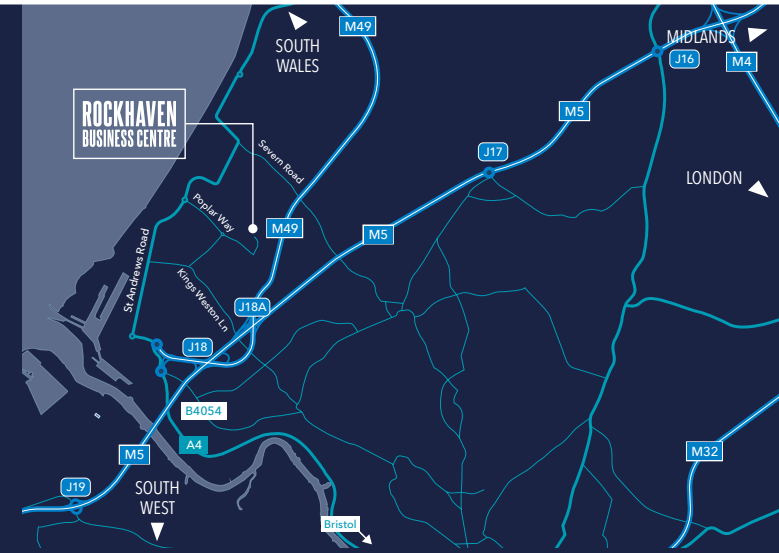 M49
SOUTH
WALES
MIDLANDS
J16
M4
ROCKHAVEN
BUSINESS CENTRE
M5
Severn Road
J17
LONDON
Poplar Way
M49
M5
St Andrews Road
Kings Weston Ln
J18A
J18
B4054
A4
M5
M32
J19
SOUTH
WEST
Bristol